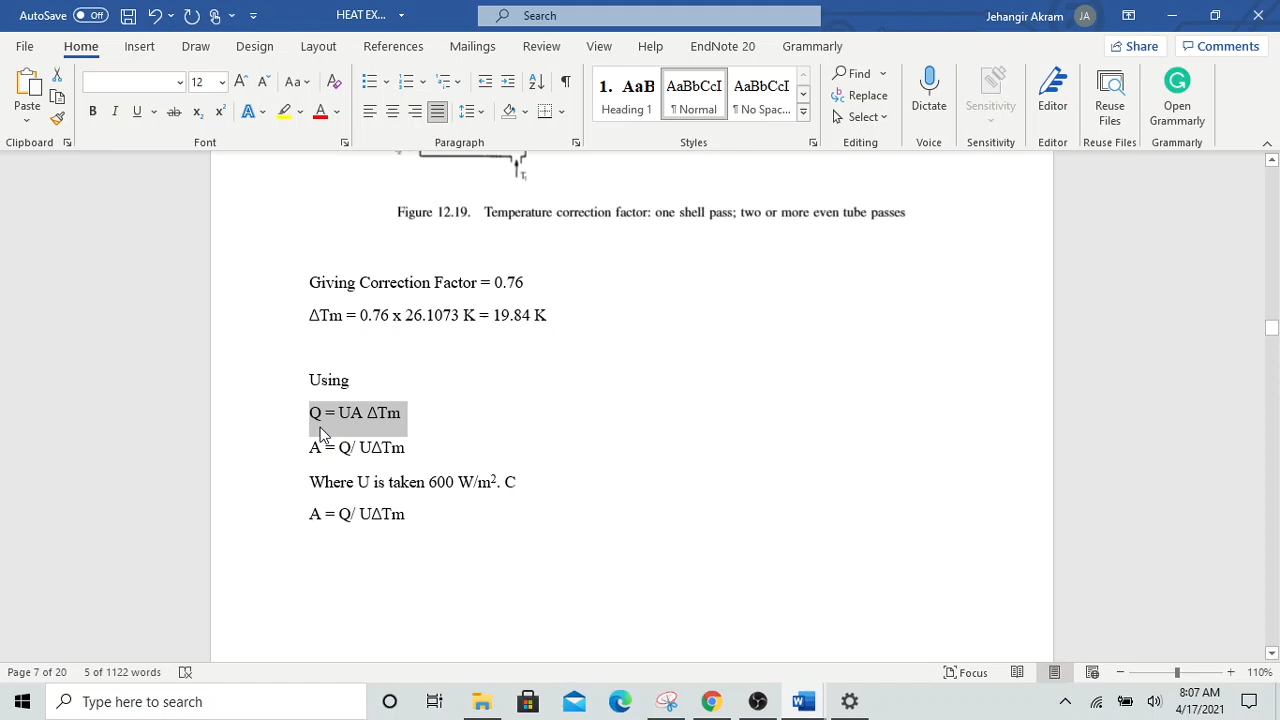 AutoSave Off HEAT EX... Search Jehangir Akram JA
File Home Insert Draw Design Layout References Mailings Review View Help EndNote 20 Grammarly Share Comments
Paste 12 Aa AaBbCcI AaBbCcI Find Replace Select Dictate Sensitivity Editor Reuse Files Open Grammarly
1. AaB
B I U ab x₂ x² A A Heading 1 ¶ Normal ¶ No Spac...
Clipboard Font Paragraph Styles Editing Voice Sensitivity Editor Reuse Files Grammarly
T₁
Figure 12.19. Temperature correction factor: one shell pass; two or more even tube passes
Giving Correction Factor = 0.76
ΔTm = 0.76 x 26.1073 K = 19.84 K
Using
Q = UA ΔTm
A = Q/ UΔTm
Where U is taken 600 W/m². C
A = Q/ UΔTm
Page 7 of 20 5 of 1122 words Focus 110%
Type here to search 8:07 AM
4/17/2021